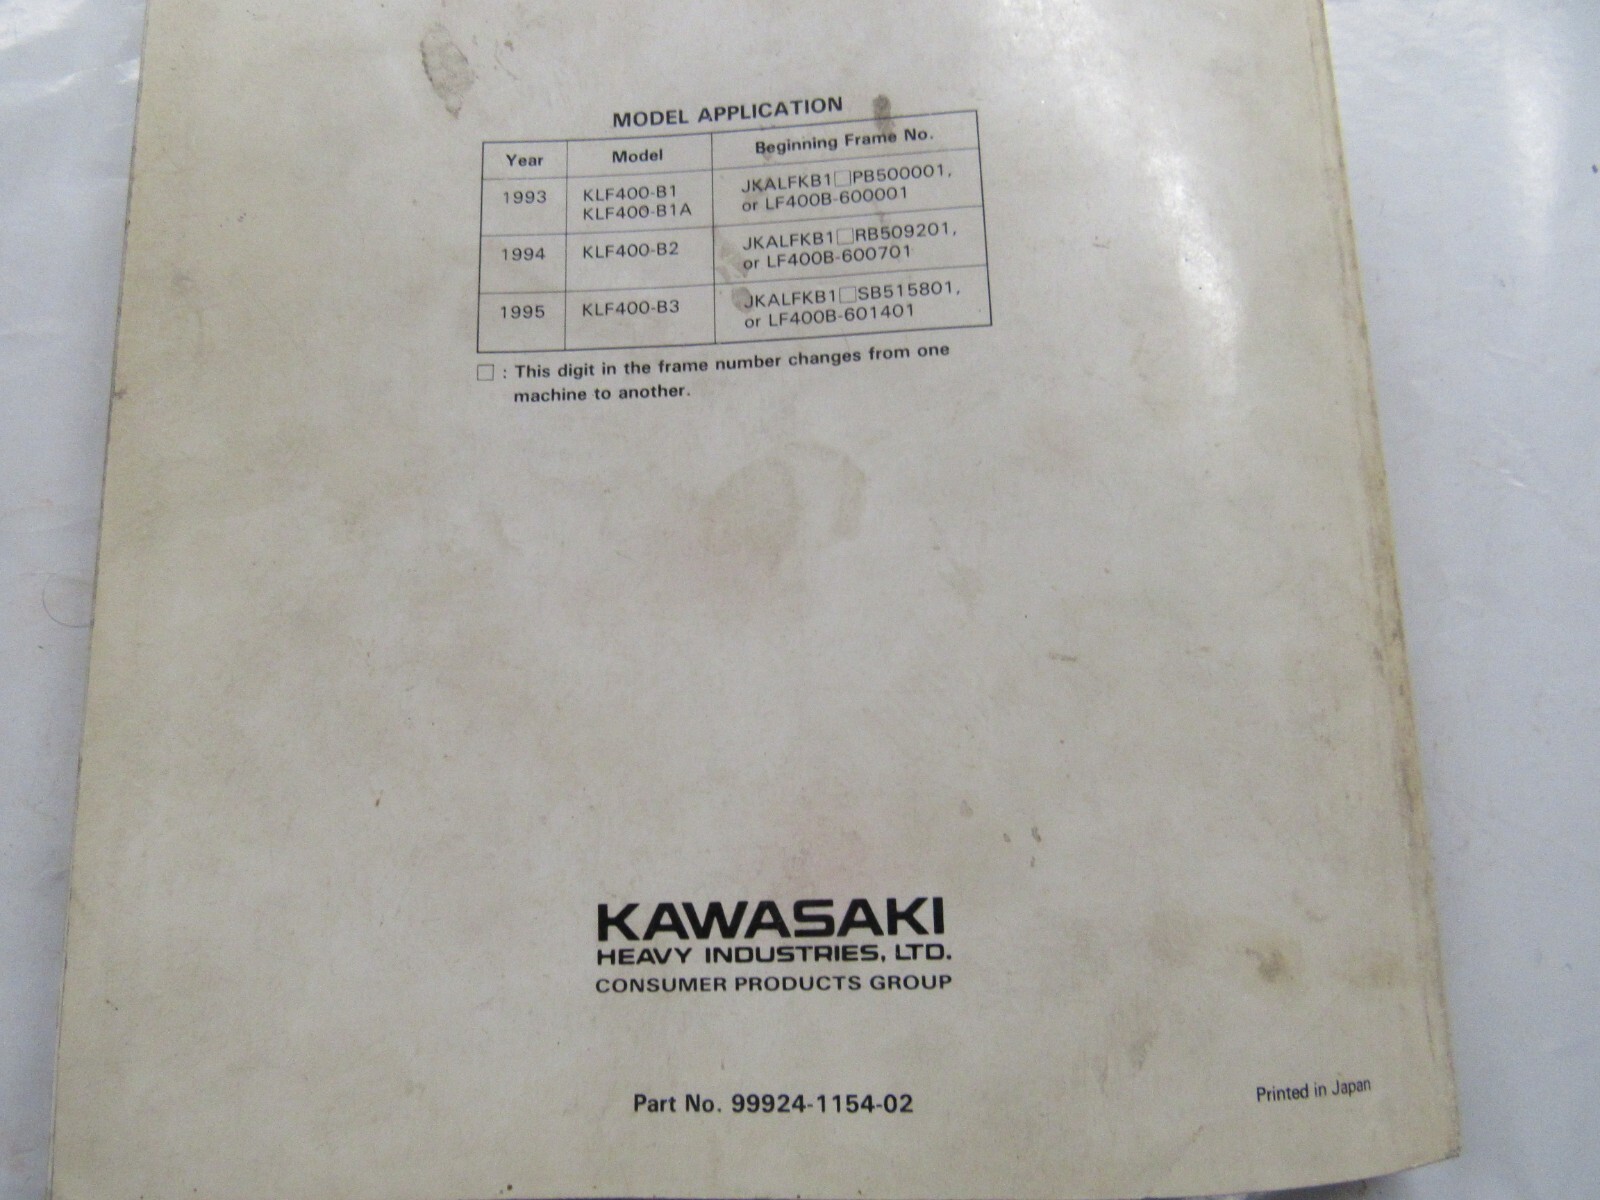 MODEL APPLICATION
Year Model Beginning Frame No.
1993 KLF400-B1 JKALFKB1□PB500001,
KLF400-B1A or LF400B-600001
1994 KLF400-B2 JKALFKB1□RB509201,
or LF400B-600701
1995 KLF400-B3 JKALFKB1□SB515801,
or LF400B-601401
□ : This digit in the frame number changes from one
machine to another.
KAWASAKI
HEAVY INDUSTRIES, LTD.
CONSUMER PRODUCTS GROUP
Part No. 99924-1154-02
Printed in Japan